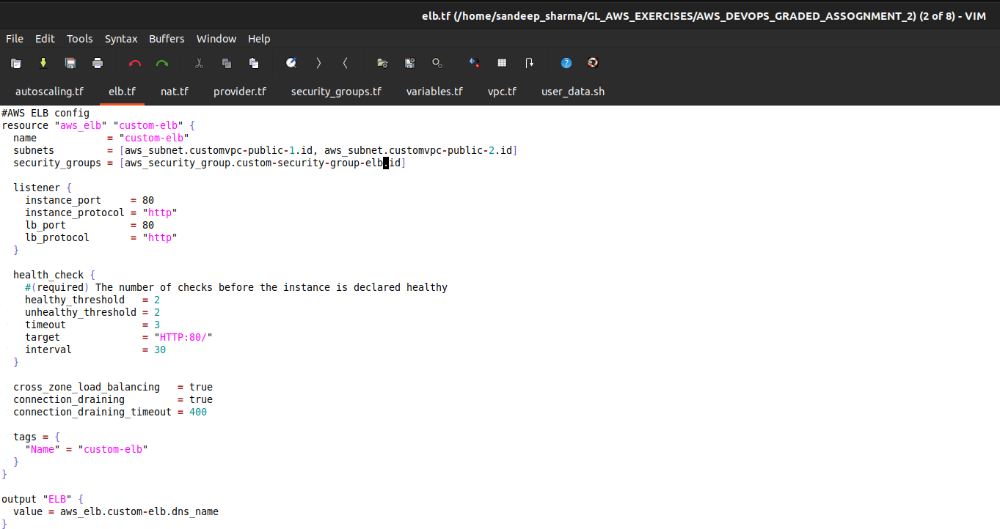 elb.tf (/home/sandeep_sharma/GL_AWS_EXERCISES/AWS_DEVOPS_GRADED_ASSOGNMENT_2) (2 of 8) - VIM
File Edit Tools Syntax Buffers Window Help
autoscaling.tf elb.tf nat.tf provider.tf security_groups.tf variables.tf vpc.tf user_data.sh
#AWS ELB config
resource "aws_elb" "custom-elb" {
  name            = "custom-elb"
  subnets         = [aws_subnet.customvpc-public-1.id, aws_subnet.customvpc-public-2.id]
  security_groups = [aws_security_group.custom-security-group-elb.id]

  listener {
    instance_port     = 80
    instance_protocol = "http"
    lb_port           = 80
    lb_protocol       = "http"
  }

  health_check {
    #(required) The number of checks before the instance is declared healthy
    healthy_threshold   = 2
    unhealthy_threshold = 2
    timeout             = 3
    target              = "HTTP:80/"
    interval            = 30
  }

  cross_zone_load_balancing   = true
  connection_draining         = true
  connection_draining_timeout = 400

  tags = {
    "Name" = "custom-elb"
  }
}

output "ELB" {
  value = aws_elb.custom-elb.dns_name
}